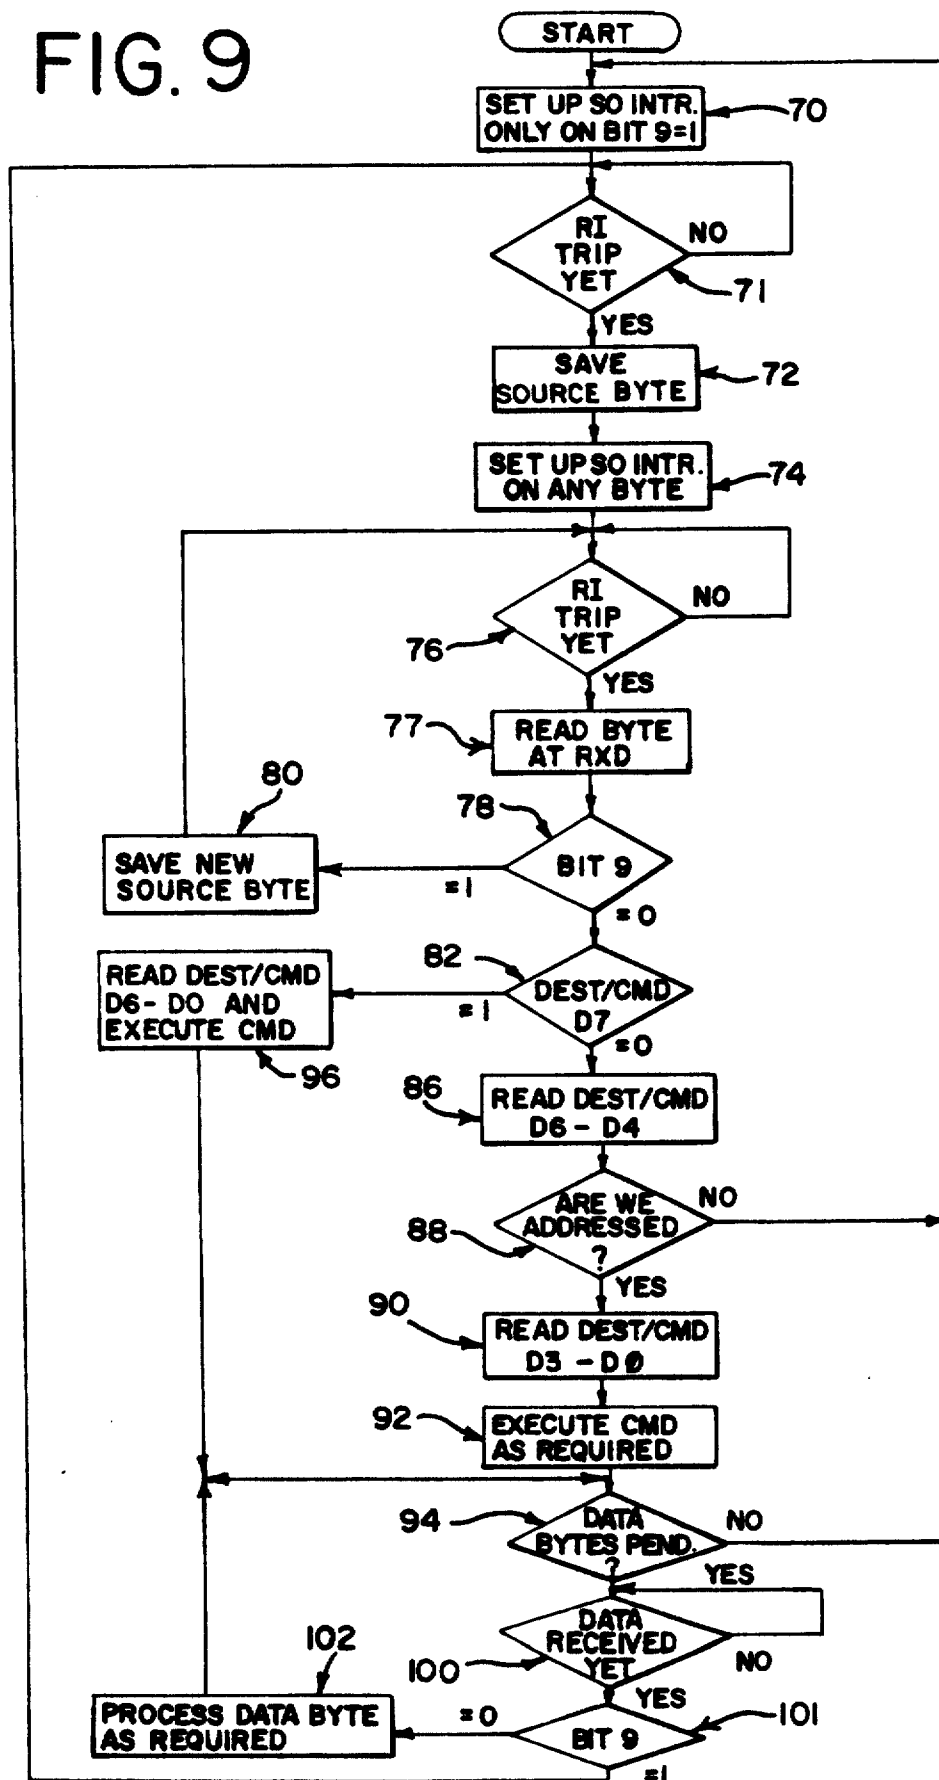 FIG. 9
START
SET UP SO INTR.
ONLY ON BIT 9=1
70
RI
TRIP
YET
NO
71
YES
SAVE
SOURCE BYTE
72
SET UP SO INTR.
ON ANY BYTE
74
RI
TRIP
YET
NO
76
YES
READ BYTE
AT RXD
77
78
BIT 9
=1
=0
80
SAVE NEW
SOURCE BYTE
82
DEST/CMD
D7
=1
=0
READ DEST/CMD
D6-DO AND
EXECUTE CMD
96
86
READ DEST/CMD
D6-D4
ARE WE
ADDRESSED
?
NO
88
YES
90
READ DEST/CMD
D3-DØ
92
EXECUTE CMD
AS REQUIRED
94
DATA
BYTES PEND.
?
NO
YES
DATA
RECEIVED
YET
100
NO
YES
102
PROCESS DATA BYTE
AS REQUIRED
=0
BIT 9
101
=1